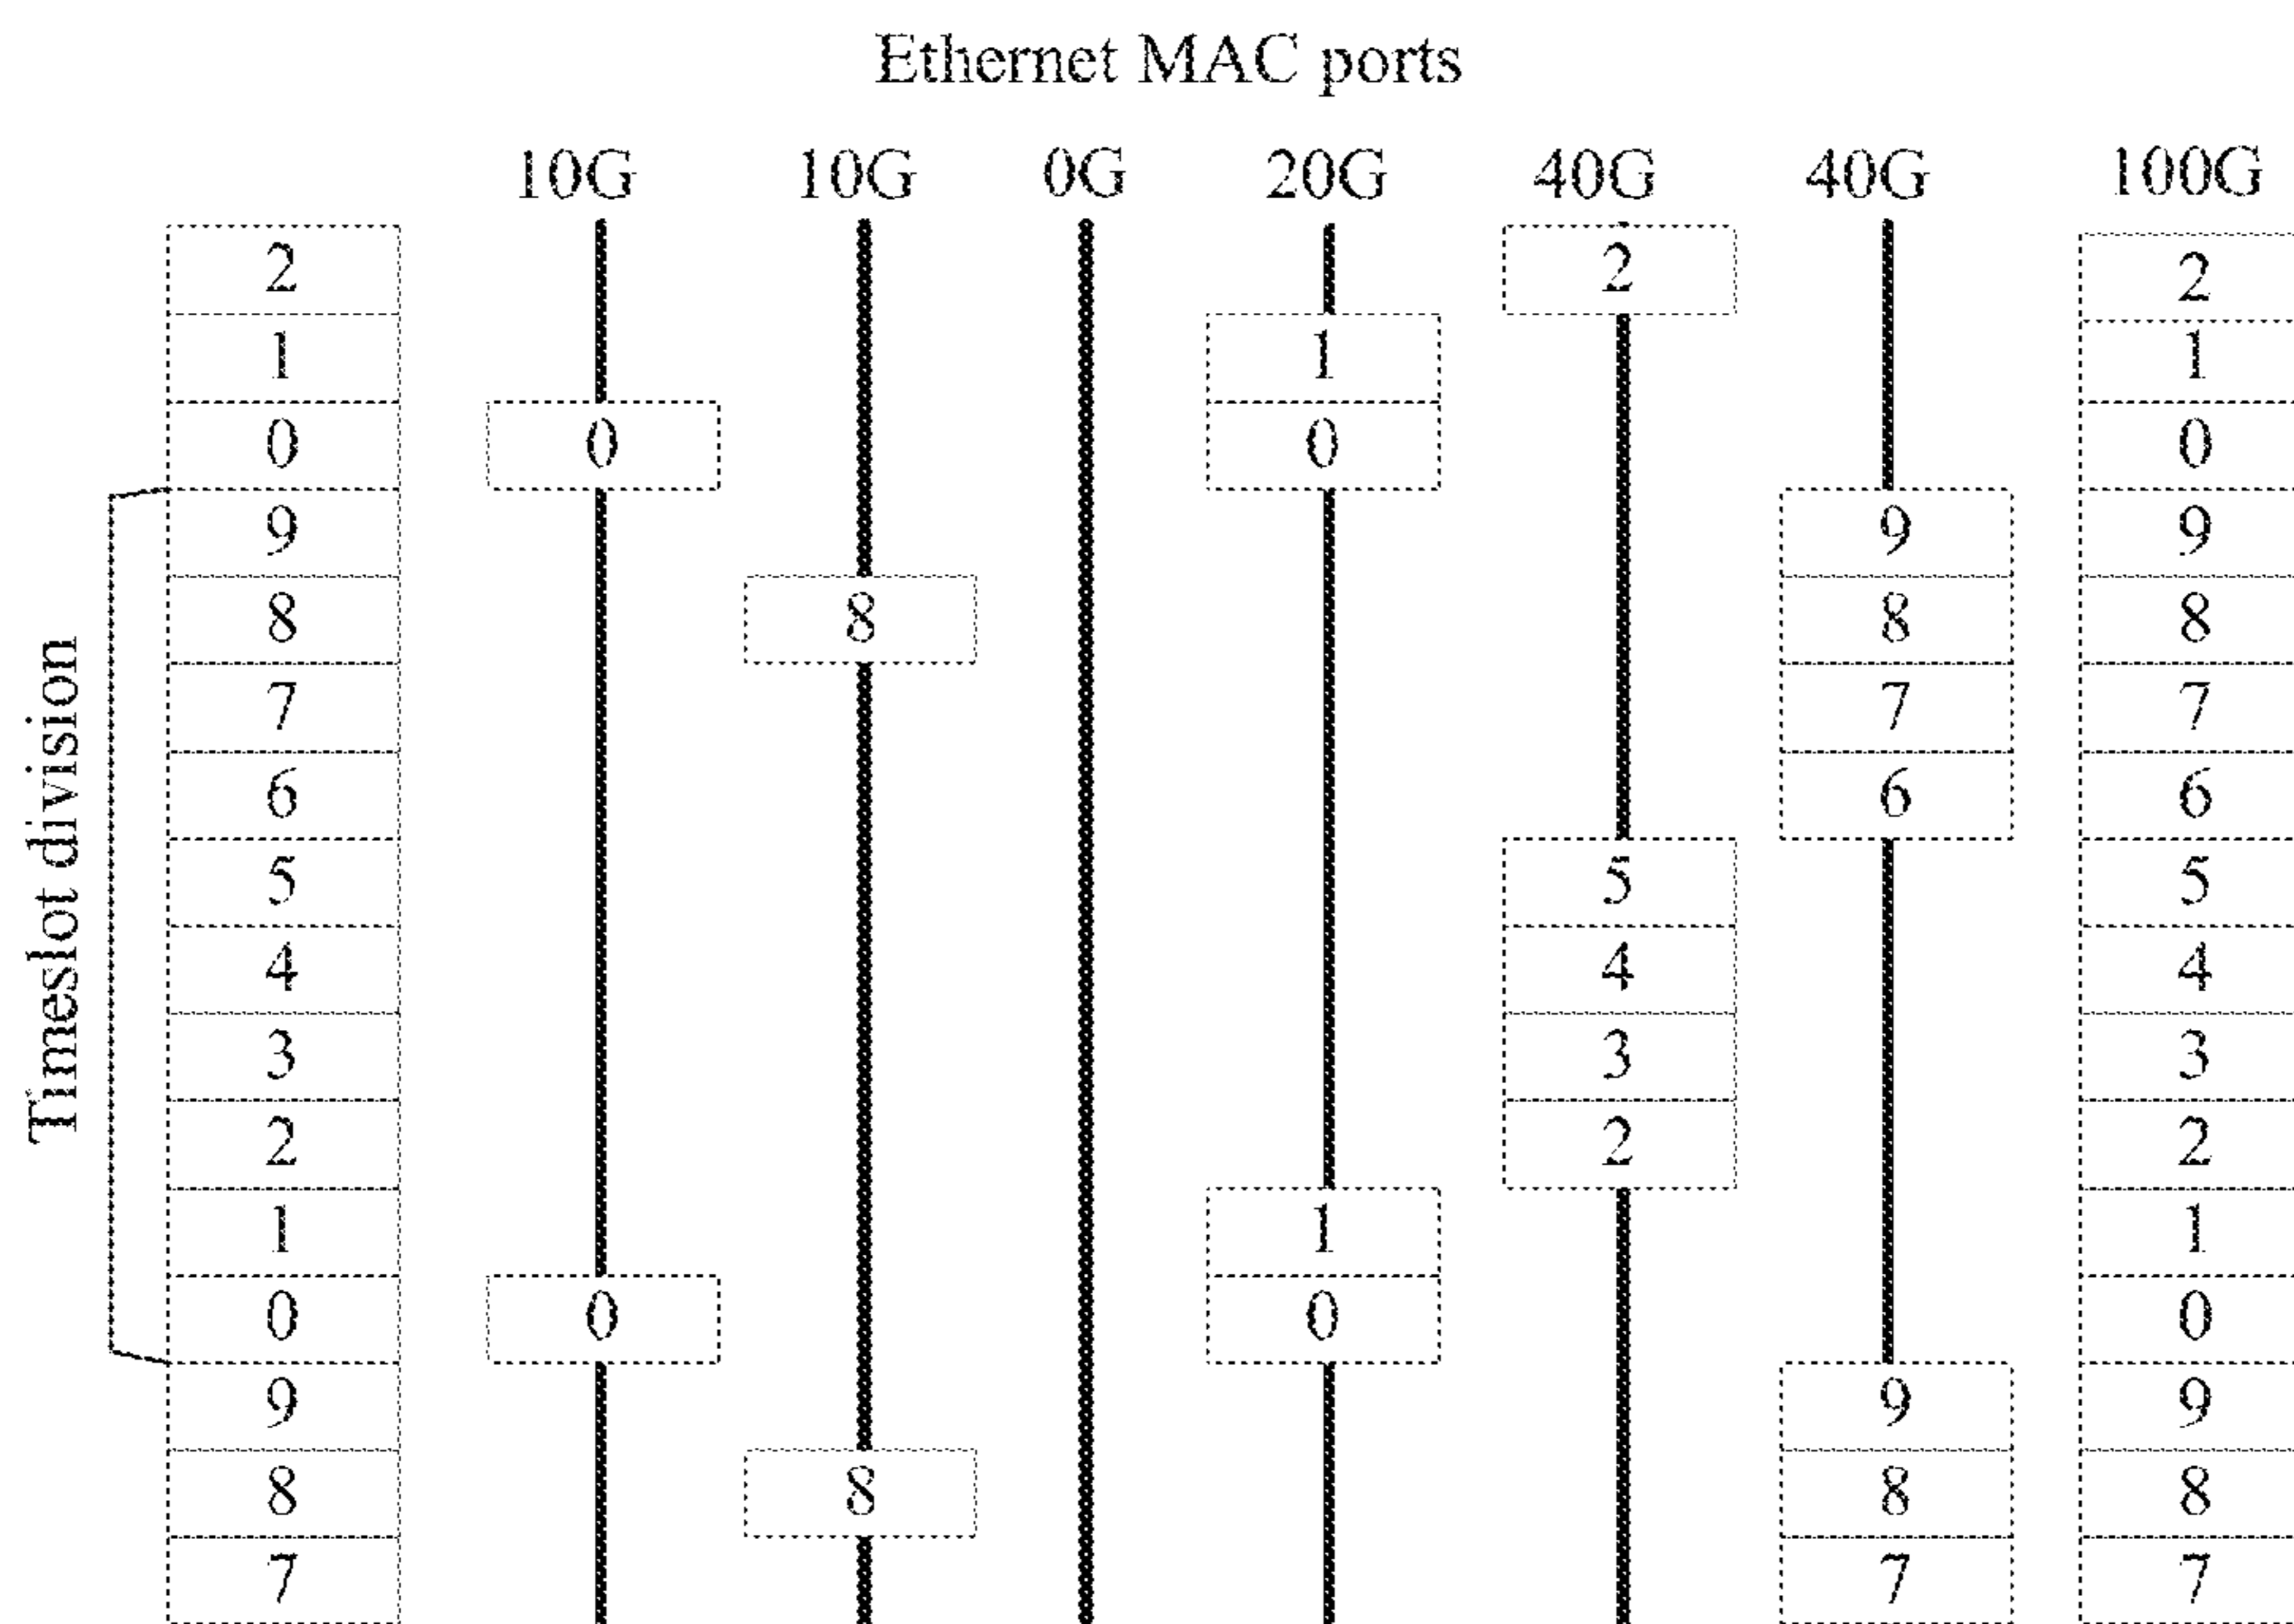 Ethernet MAC ports
10G 10G 0G 20G 40G 40G 100G
2 2 2
1 1 1
0 0 0 0
9 9 9
8 8 8 8
7 7 7
6 6 6
5 5 5
4 4 4
3 3 3
2 2 2
1 1 1
0 0 0 0
9 9 9
8 8 8 8
7 7 7
Timeslot division